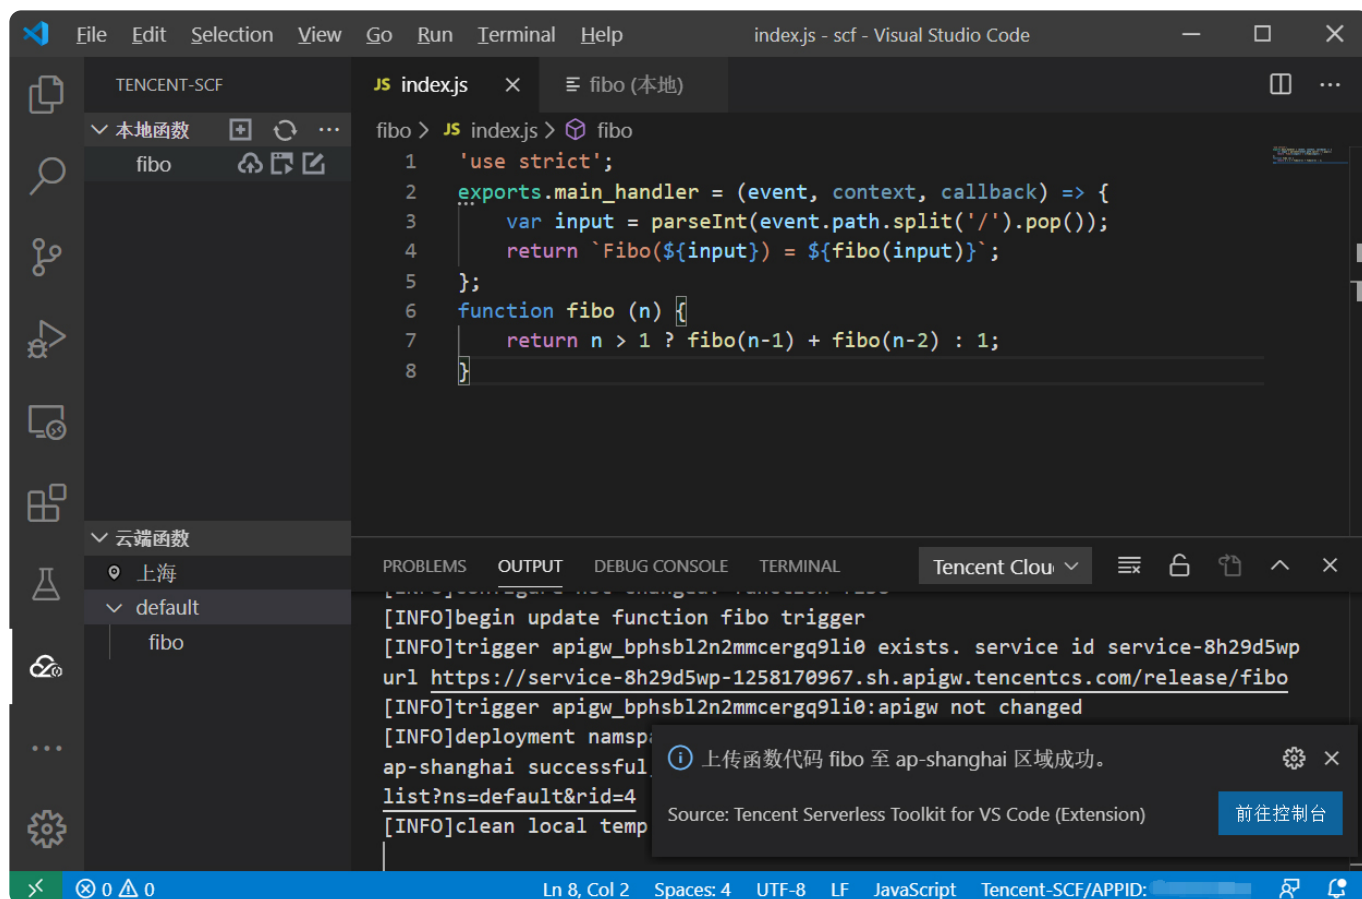 File Edit Selection View Go Run Terminal Help index.js - scf - Visual Studio Code
TENCENT-SCF
本地函数
fibo
云端函数
上海
default
fibo
JS index.js fibo (本地)
fibo > JS index.js > fibo
1 'use strict';
2 exports.main_handler = (event, context, callback) => {
3 var input = parseInt(event.path.split('/').pop());
4 return `Fibo(${input}) = ${fibo(input)}`;
5 };
6 function fibo (n) {
7 return n > 1 ? fibo(n-1) + fibo(n-2) : 1;
8 }
PROBLEMS OUTPUT DEBUG CONSOLE TERMINAL Tencent Clou
[INFO]configure not changed. function fibo
[INFO]begin update function fibo trigger
[INFO]trigger apigw_bphsbl2n2mmcergq9li0 exists. service id service-8h29d5wp
url https://service-8h29d5wp-1258170967.sh.apigw.tencentcs.com/release/fibo
[INFO]trigger apigw_bphsbl2n2mmcergq9li0:apigw not changed
[INFO]deployment namspa
ap-shanghai successful
list?ns=default&rid=4
[INFO]clean local temp
上传函数代码 fibo 至 ap-shanghai 区域成功。
Source: Tencent Serverless Toolkit for VS Code (Extension)
前往控制台
0 0 Ln 8, Col 2 Spaces: 4 UTF-8 LF JavaScript Tencent-SCF/APPID: